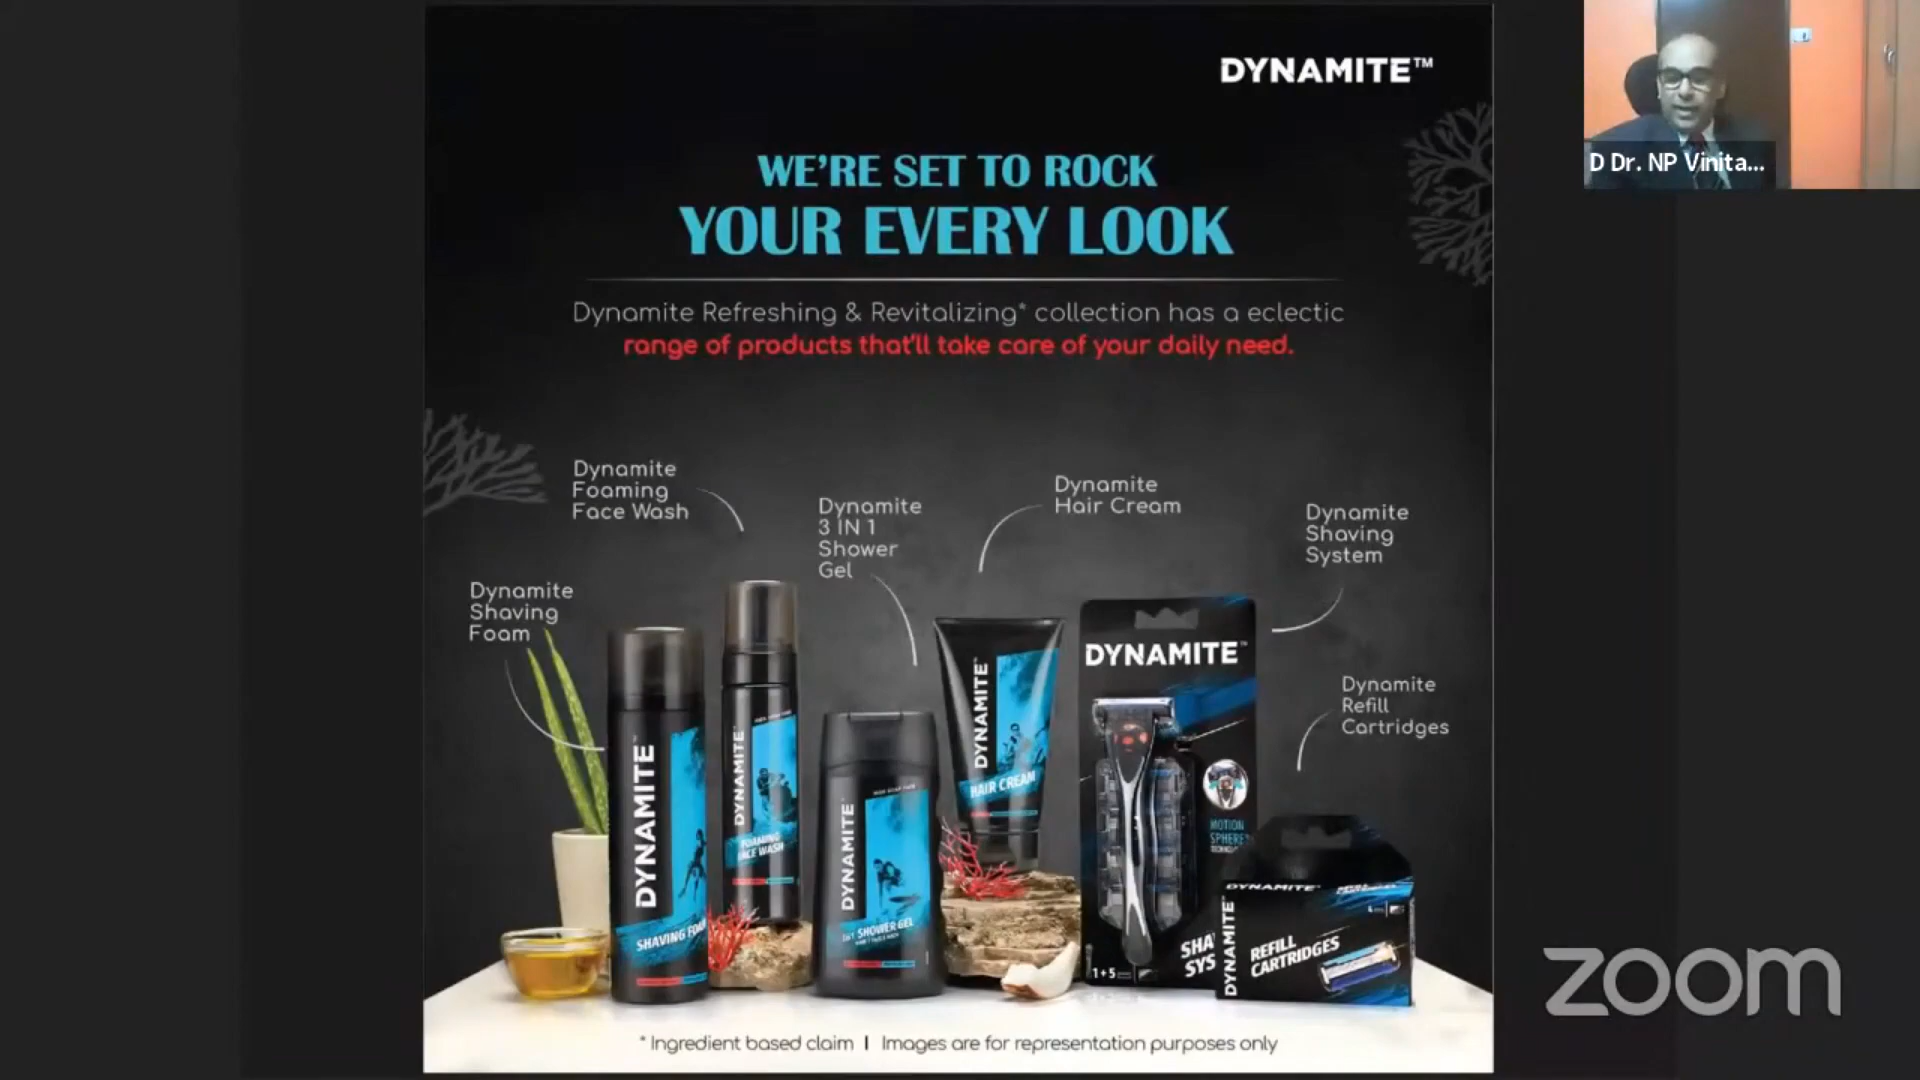 DYNAMITE™
D Dr. NP Vinita...
WE'RE SET TO ROCK
YOUR EVERY LOOK
Dynamite Refreshing & Revitalizing* collection has a eclectic
range of products that'll take care of your daily need.
Dynamite
Foaming
Face Wash
Dynamite
3 IN 1
Shower
Gel
Dynamite
Hair Cream
Dynamite
Shaving
System
Dynamite
Shaving
Foam
Dynamite
Refill
Cartridges
DYNAMITE
SHAVING FOA
DYNAMITE
FOAMING
FACE WASH
DYNAMITE
SHOWER GEL
DYNAMITE
HAIR CREAM
DYNAMITE™
MOTION
SPHERE
1+5
SHA
SYS
DYNAMITE
DYNAMITE
REFILL
CARTRIDGES
zoom
* Ingredient based claim | Images are for representation purposes only